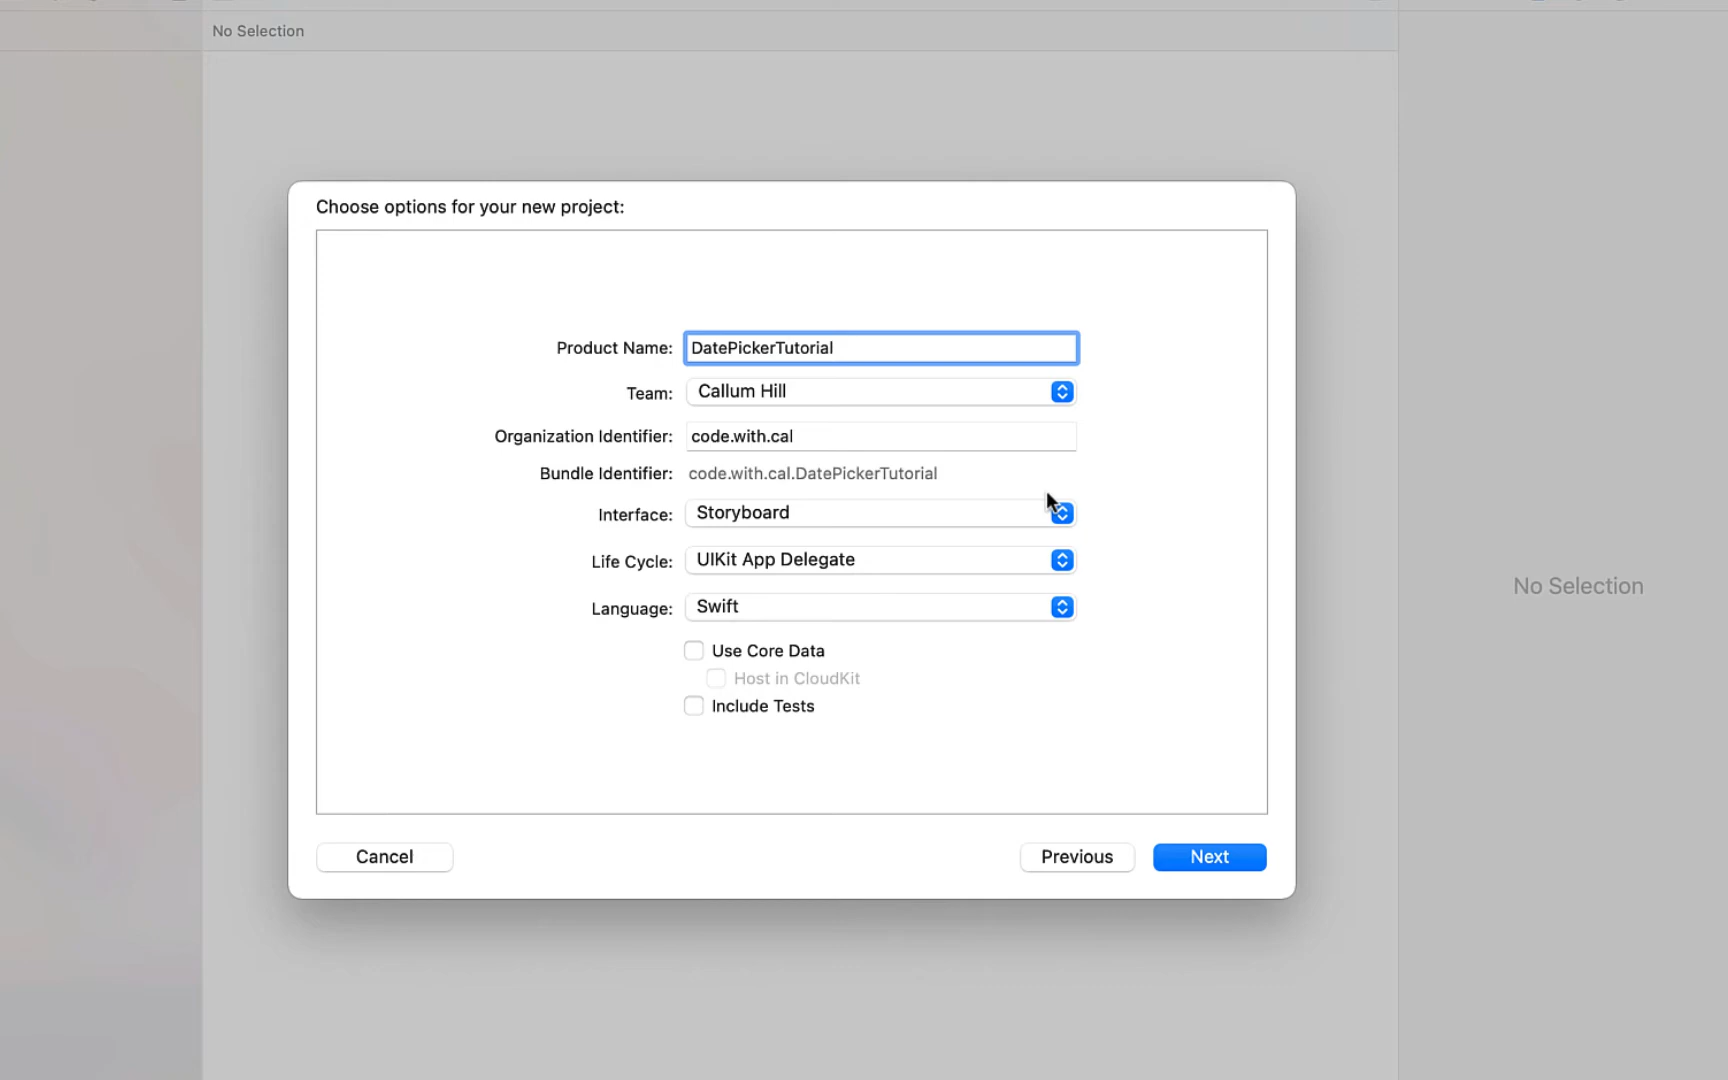 No Selection
Choose options for your new project:
Product Name: DatePickerTutorial
Team: Callum Hill
Organization Identifier: code.with.cal
Bundle Identifier: code.with.cal.DatePickerTutorial
Interface: Storyboard
Life Cycle: UIKit App Delegate
No Selection
Language: Swift
Use Core Data
Host in CloudKit
Include Tests
Cancel
Previous
Next